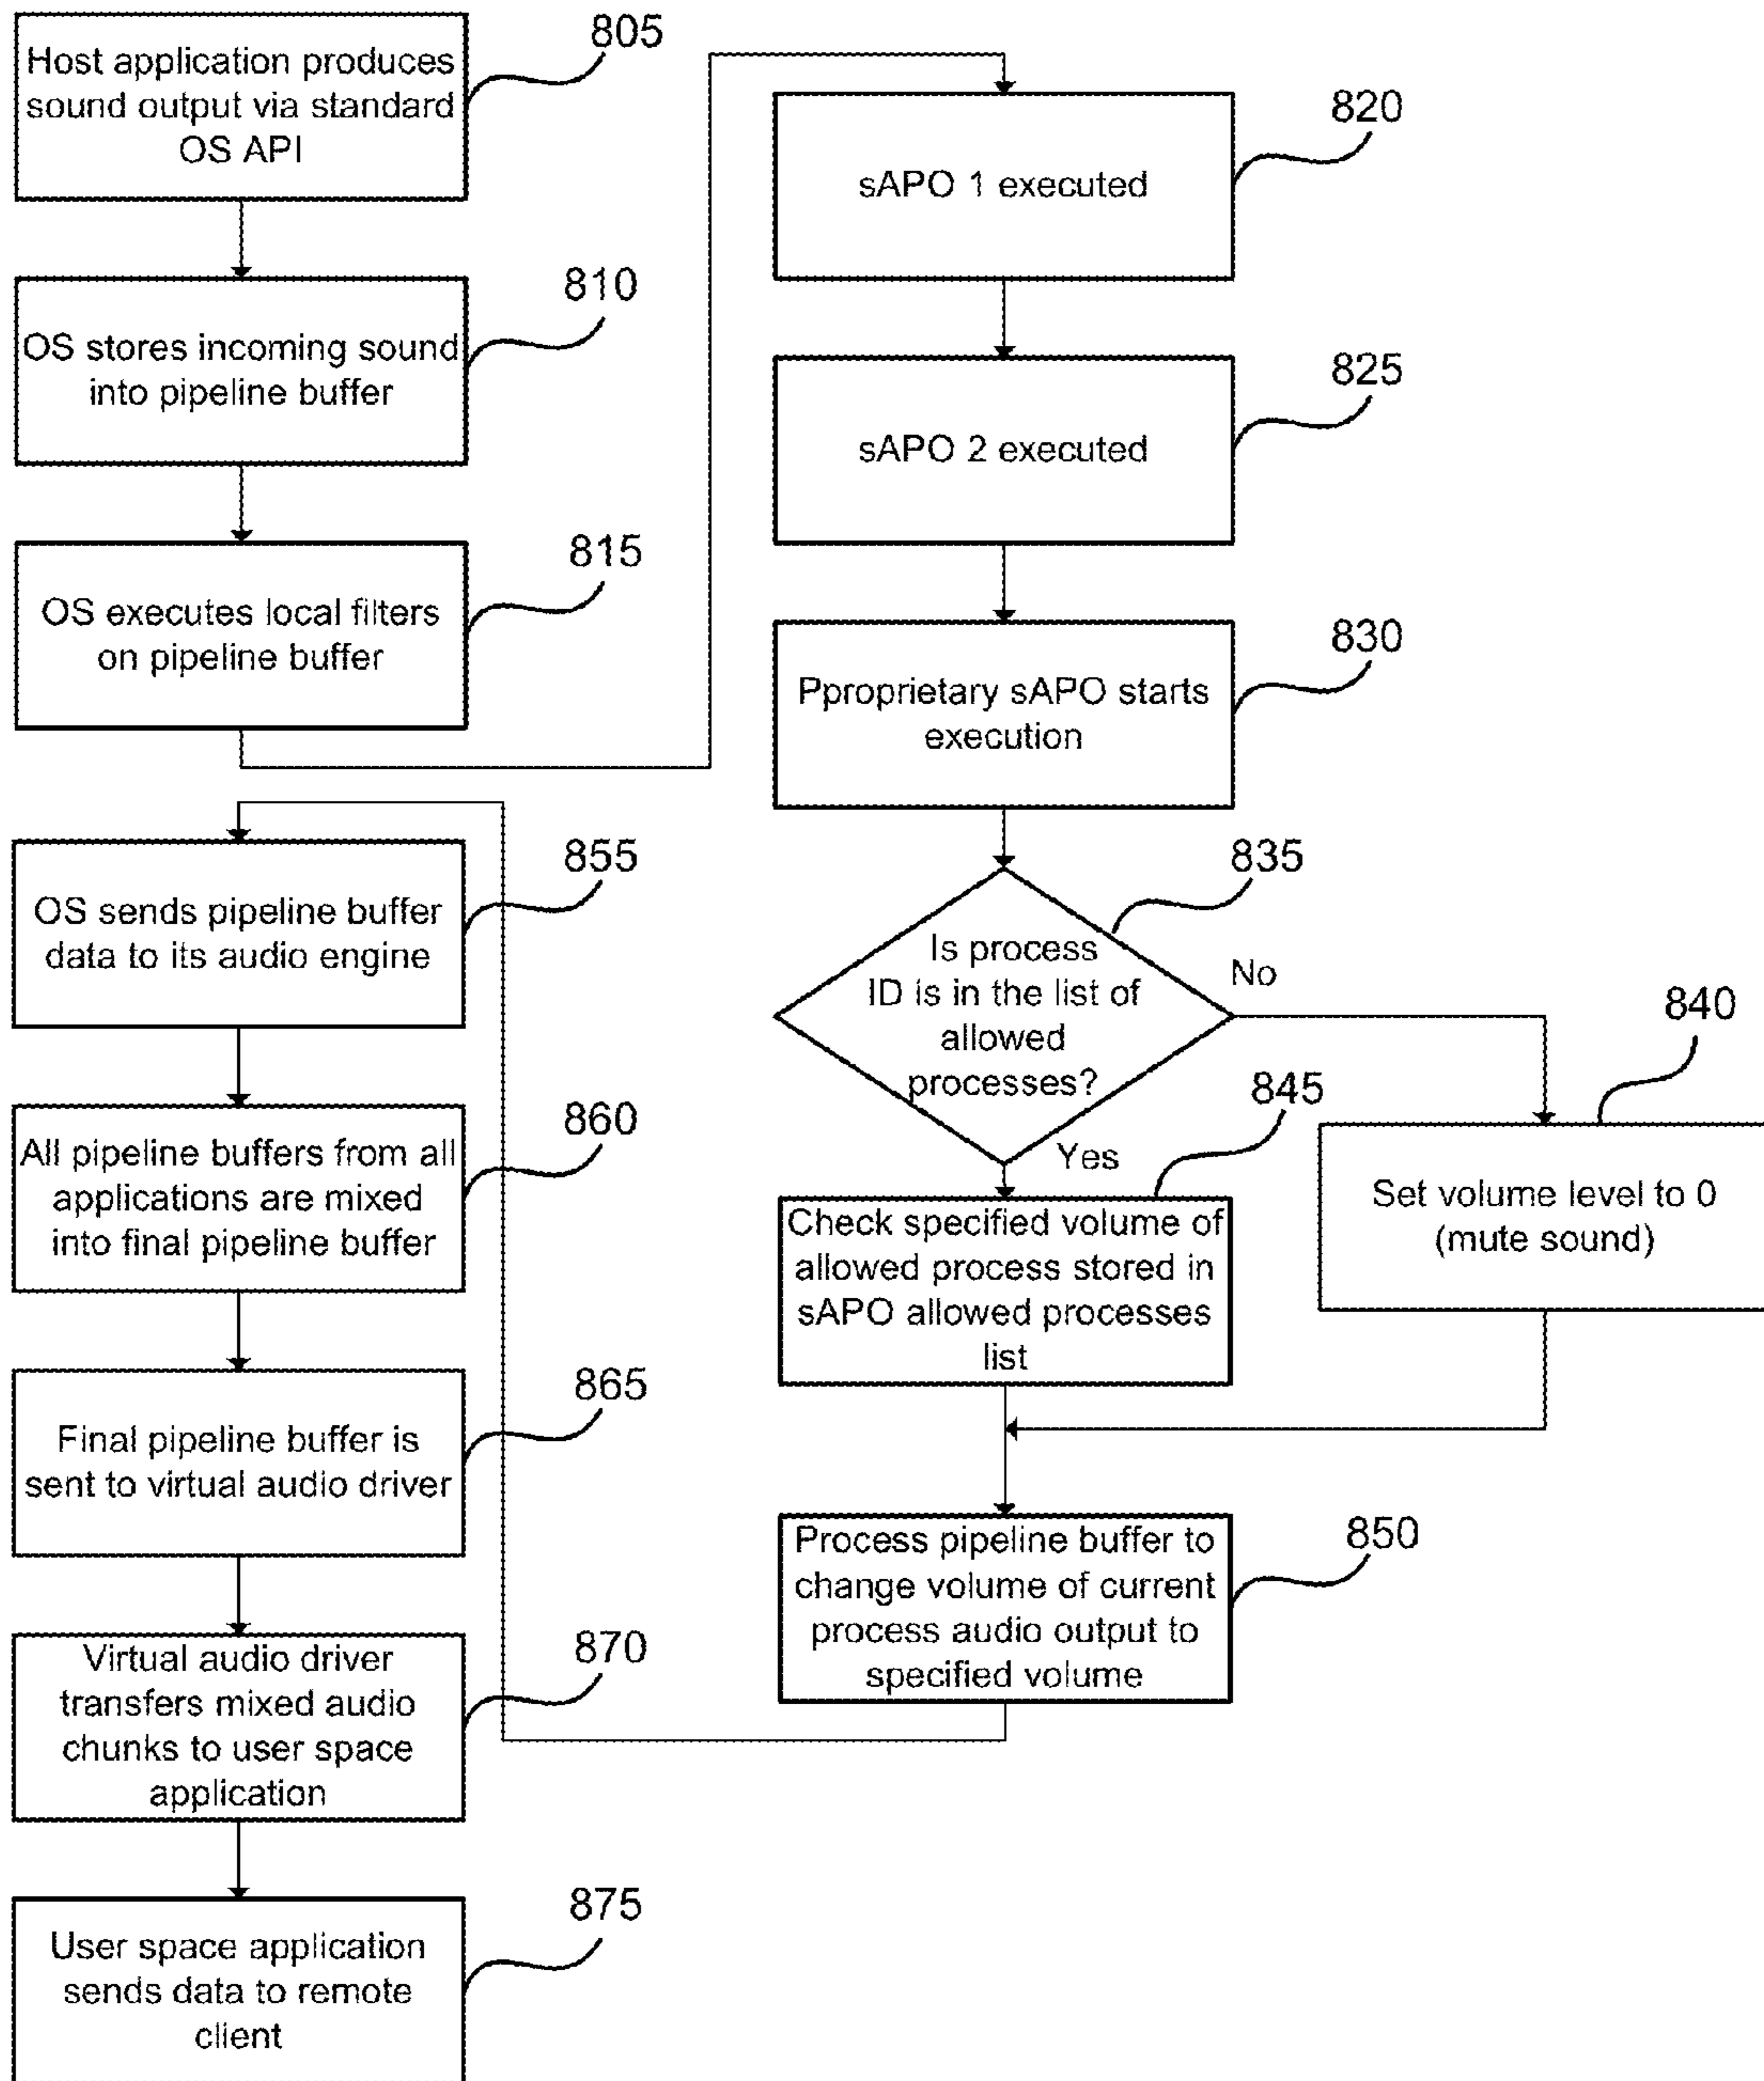 Host application produces
sound output via standard
OS API
805
OS stores incoming sound
into pipeline buffer
810
OS executes local filters
on pipeline buffer
815
sAPO 1 executed
820
sAPO 2 executed
825
Pproprietary sAPO starts
execution
830
Is process
ID is in the list of
allowed
processes?
835
No
Yes
Set volume level to 0
(mute sound)
840
Check specified volume of
allowed process stored in
sAPO allowed processes
list
845
Process pipeline buffer to
change volume of current
process audio output to
specified volume
850
OS sends pipeline buffer
data to its audio engine
855
All pipeline buffers from all
applications are mixed
into final pipeline buffer
860
Final pipeline buffer is
sent to virtual audio driver
865
Virtual audio driver
transfers mixed audio
chunks to user space
application
870
User space application
sends data to remote
client
875